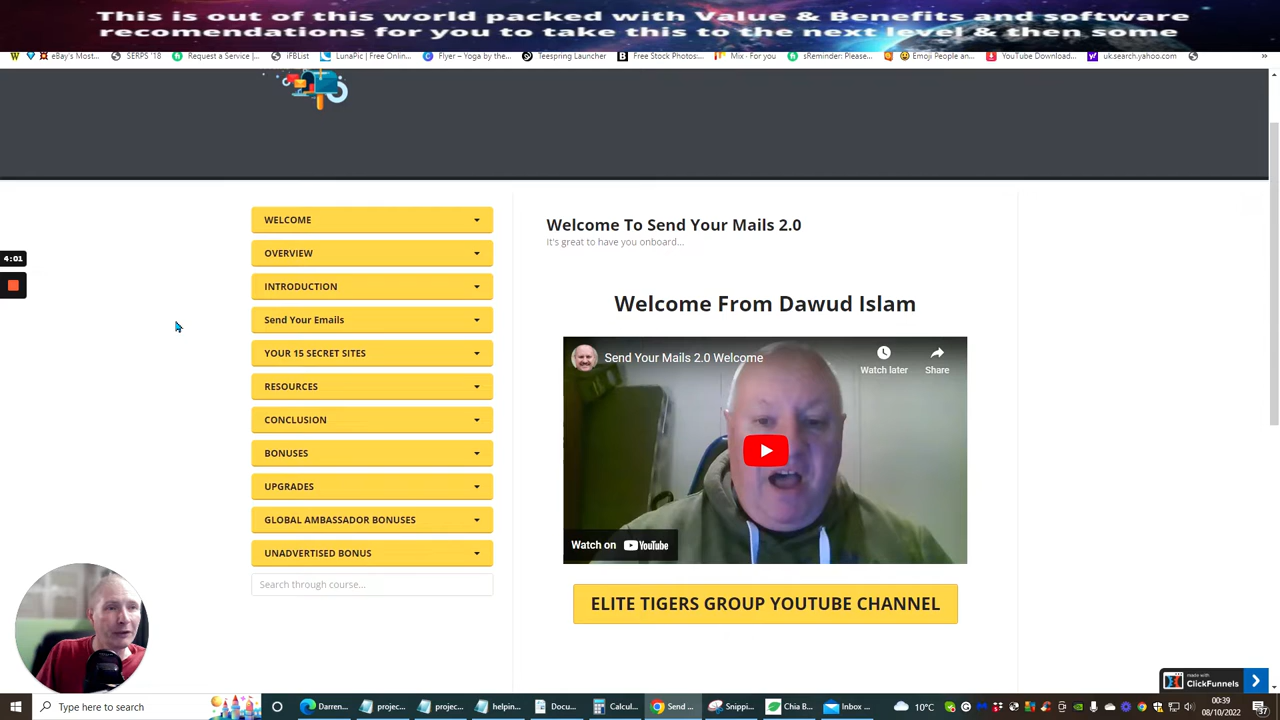 This is out of this world packed with Value & Benefits and software
recomendations for you to take this to the next level & then some
eBay's Most...
SERPS '18
Request a Service |...
iFBList
LunaPic | Free Onlin...
Flyer – Yoga by the...
Teespring Launcher
Free Stock Photos:...
Mix · For you
sReminder: Please...
Emoji People an...
YouTube Download...
uk.search.yahoo.com
»
WELCOME
OVERVIEW
INTRODUCTION
Send Your Emails
YOUR 15 SECRET SITES
RESOURCES
CONCLUSION
BONUSES
UPGRADES
GLOBAL AMBASSADOR BONUSES
UNADVERTISED BONUS
Search through course...
4:01
Welcome To Send Your Mails 2.0
It's great to have you onboard...
Welcome From Dawud Islam
Send Your Mails 2.0 Welcome
Watch later
Share
Watch on YouTube
ELITE TIGERS GROUP YOUTUBE CHANNEL
made with
ClickFunnels
Type here to search
Darren...
projec...
projec...
helpin...
Docu...
Calcul...
Send ...
Snippi...
Chia B...
Inbox ...
10°C
00:39
08/10/2022